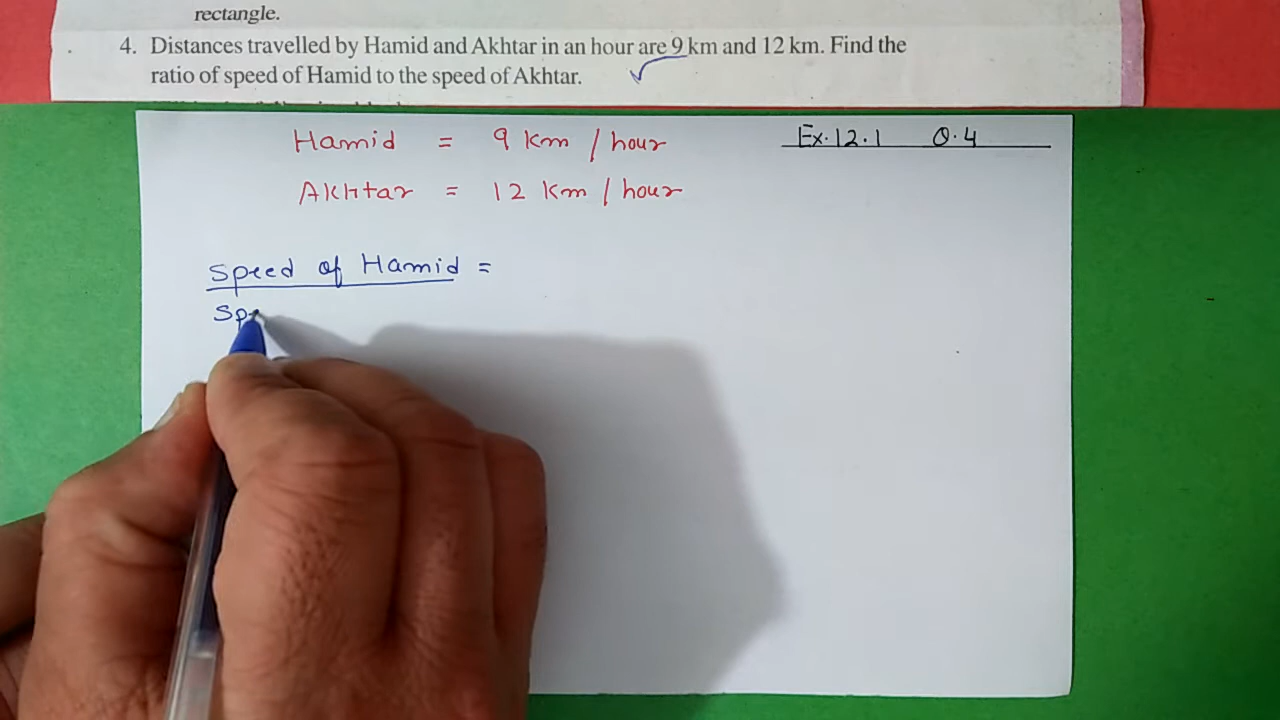 rectangle.
4. Distances travelled by Hamid and Akhtar in an hour are 9 km and 12 km. Find the
ratio of speed of Hamid to the speed of Akhtar.
Ex.12.1 Q.4
Hamid = 9 km / hour
Akhtar = 12 km / hour
Speed of Hamid =
Spe